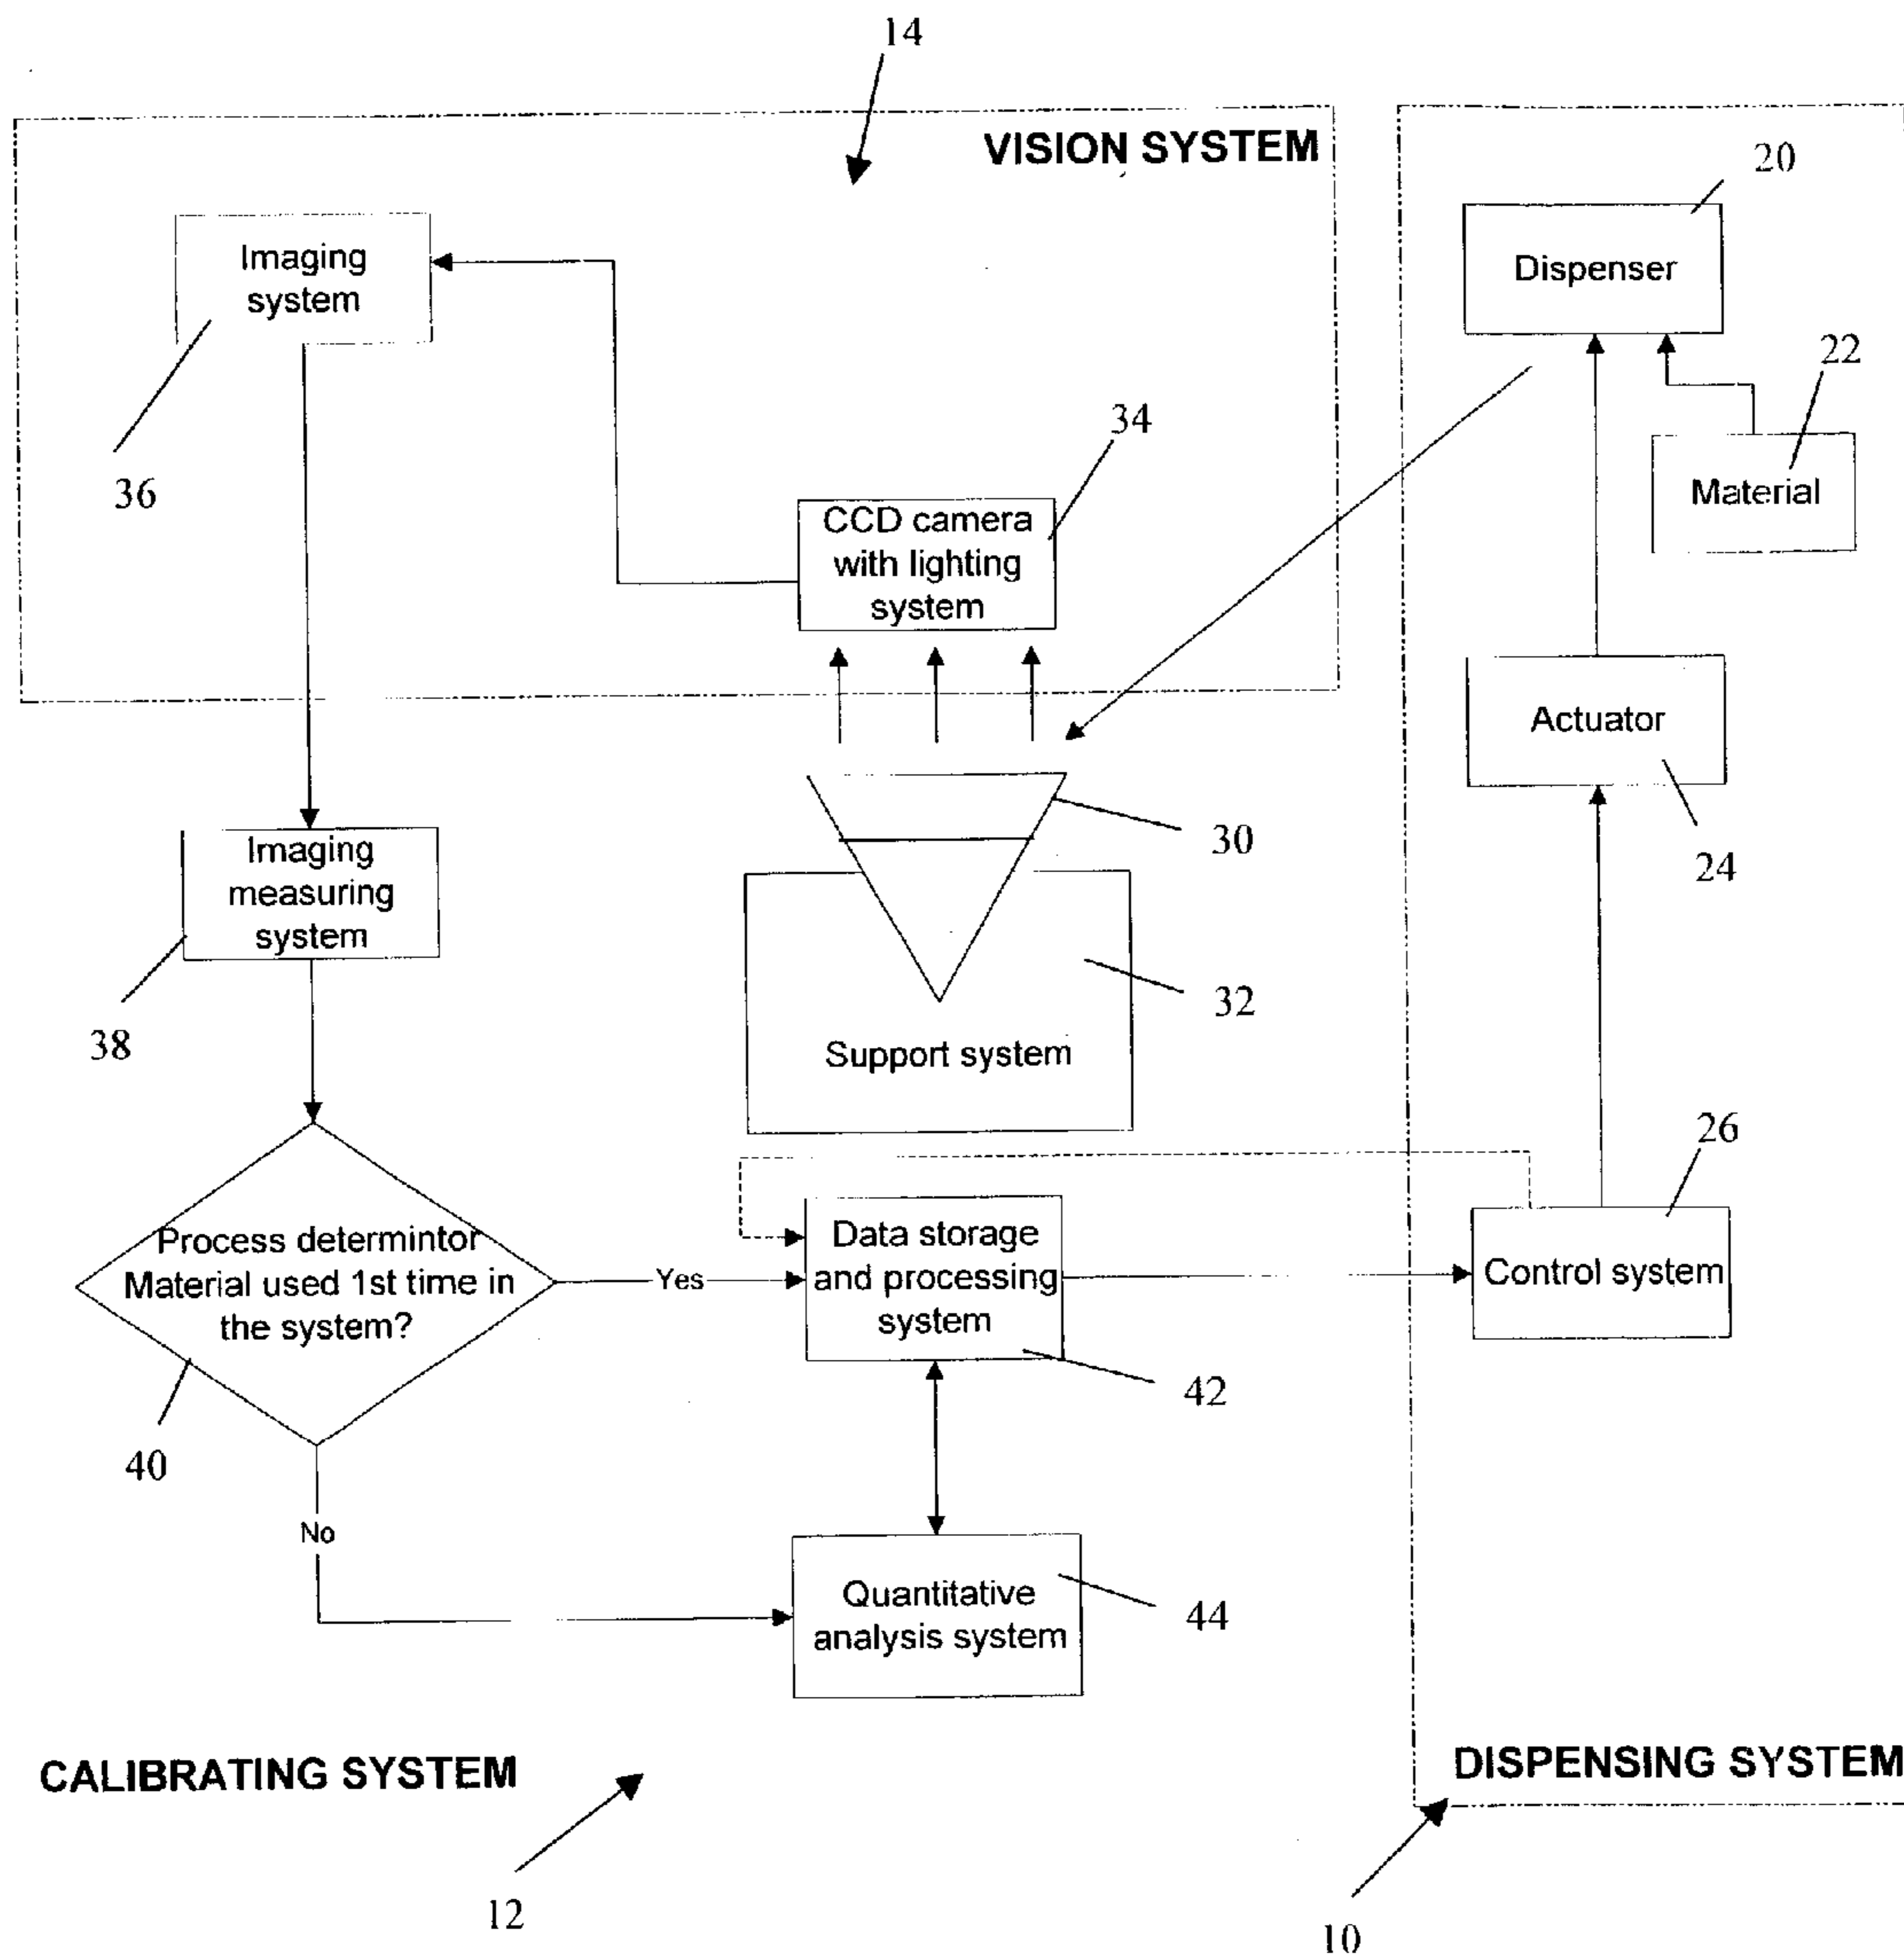 14
VISION SYSTEM
20
Imaging
system
Dispenser
22
34
36
Material
CCD camera
with lighting
system
Actuator
30
24
Imaging
measuring
system
32
38
Support system
26
Process determintor
Material used 1st time in
the system?
Yes
Data storage
and processing
system
Control system
42
40
No
Quantitative
analysis system
44
CALIBRATING SYSTEM
DISPENSING SYSTEM
12
10